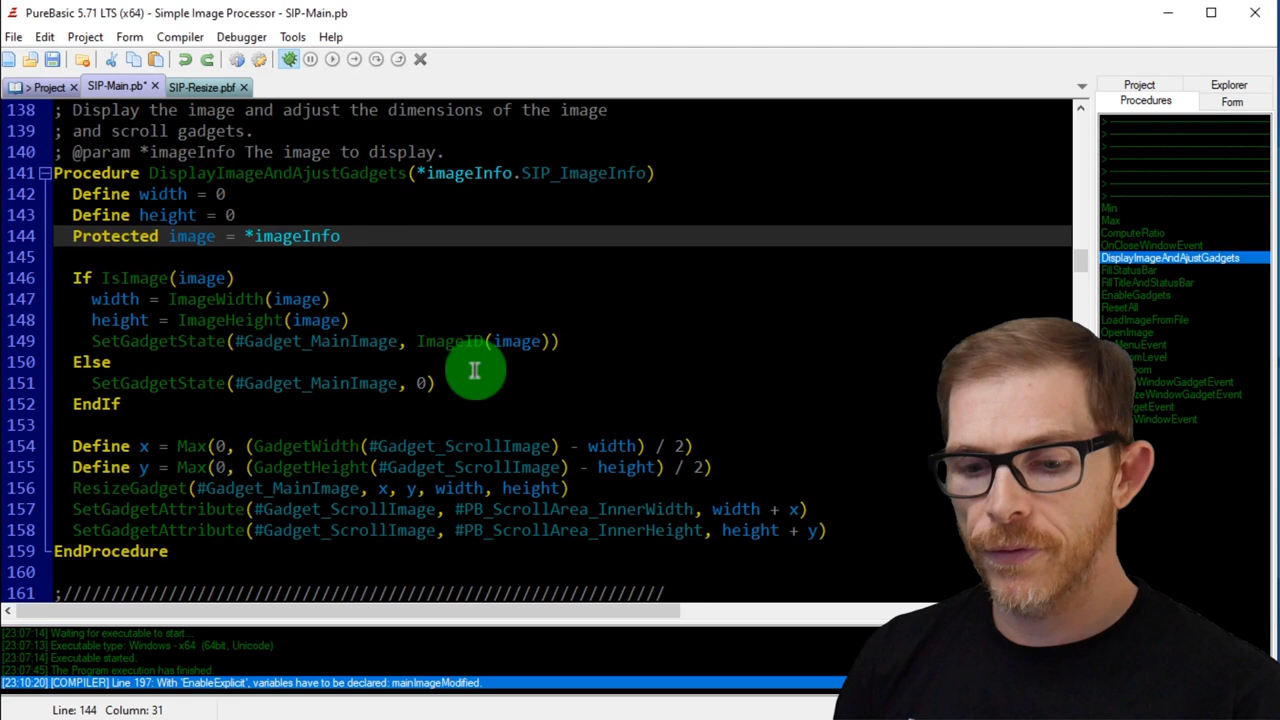 PureBasic 5.71 LTS (x64) - Simple Image Processor - SIP-Main.pb
File Edit Project Form Compiler Debugger Tools Help
> Project SIP-Main.pb* SIP-Resize.pbf
138 ; Display the image and adjust the dimensions of the image
139 ; and scroll gadgets.
140 ; @param *imageInfo The image to display.
141 Procedure DisplayImageAndAjustGadgets(*imageInfo.SIP_ImageInfo)
142 Define width = 0
143 Define height = 0
144 Protected image = *imageInfo
145
146 If IsImage(image)
147 width = ImageWidth(image)
148 height = ImageHeight(image)
149 SetGadgetState(#Gadget_MainImage, ImageID(image))
150 Else
151 SetGadgetState(#Gadget_MainImage, 0)
152 EndIf
153
154 Define x = Max(0, (GadgetWidth(#Gadget_ScrollImage) - width) / 2)
155 Define y = Max(0, (GadgetHeight(#Gadget_ScrollImage) - height) / 2)
156 ResizeGadget(#Gadget_MainImage, x, y, width, height)
157 SetGadgetAttribute(#Gadget_ScrollImage, #PB_ScrollArea_InnerWidth, width + x)
158 SetGadgetAttribute(#Gadget_ScrollImage, #PB_ScrollArea_InnerHeight, height + y)
159 EndProcedure
160
161 ;///////////////////////////////////////////////////////////////
[23:07:14] Waiting for executable to start...
[23:07:13] Executable type: Windows - x64 (64bit, Unicode)
[23:07:14] Executable started.
[23:07:45] The Program execution has finished.
[23:10:20] [COMPILER] Line 197: With 'EnableExplicit', variables have to be declared: mainImageModified.
Line: 144 Column: 31
Project Explorer
Procedures Form
Min
Max
ComputeRatio
OnCloseWindowEvent
DisplayImageAndAjustGadgets
FillStatusBar
FillTitleAndStatusBar
EnableGadgets
ResetAll
LoadImageFromFile
OpenImage
MenuEvent
omLevel
oom
WindowGadgetEvent
zeWindowGadgetEvent
getEvent
WindowEvent